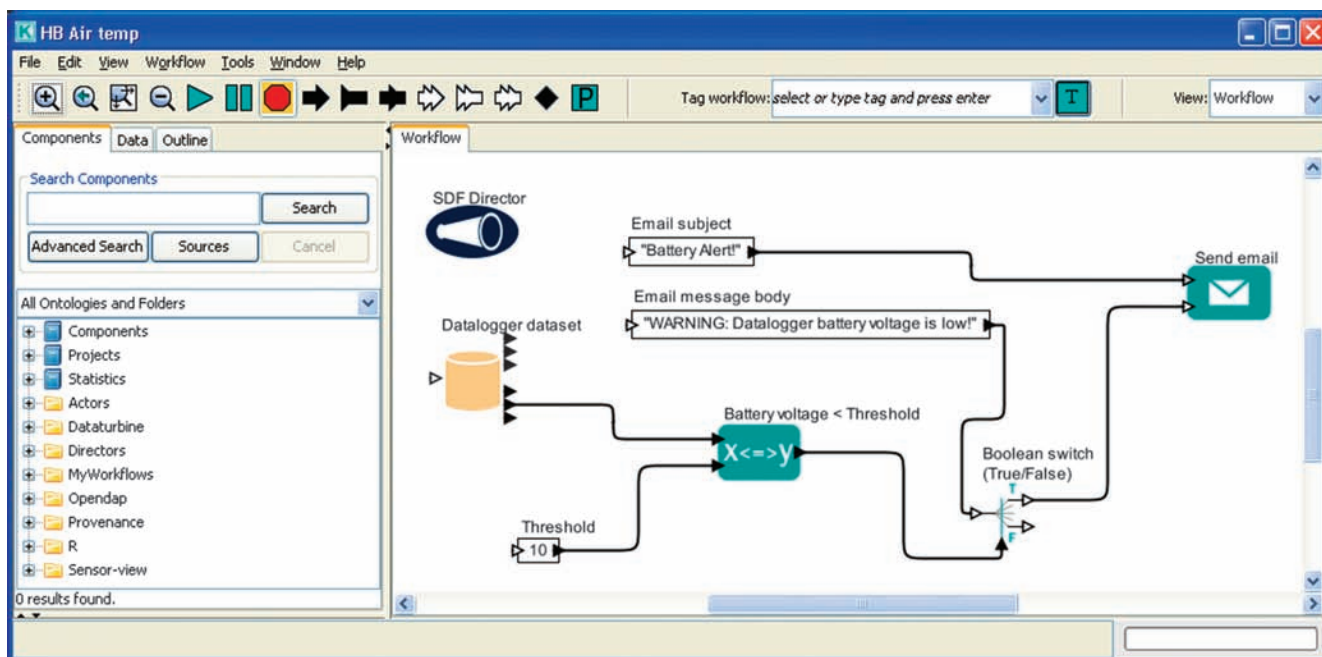 HB Air temp
File Edit View Workflow Tools Window Help
P
Tag workflow: select or type tag and press enter
T
View: Workflow
Components Data Outline
Workflow
Search Components
Search
Advanced Search Sources Cancel
All Ontologies and Folders
Components
Projects
Statistics
Actors
Dataturbine
Directors
MyWorkflows
Opendap
Provenance
R
Sensor-view
0 results found.
SDF Director
Email subject
"Battery Alert!"
Send email
Email message body
"WARNING: Datalogger battery voltage is low!"
Datalogger dataset
Battery voltage < Threshold
x<=>y
Boolean switch
(True/False)
T
F
Threshold
10